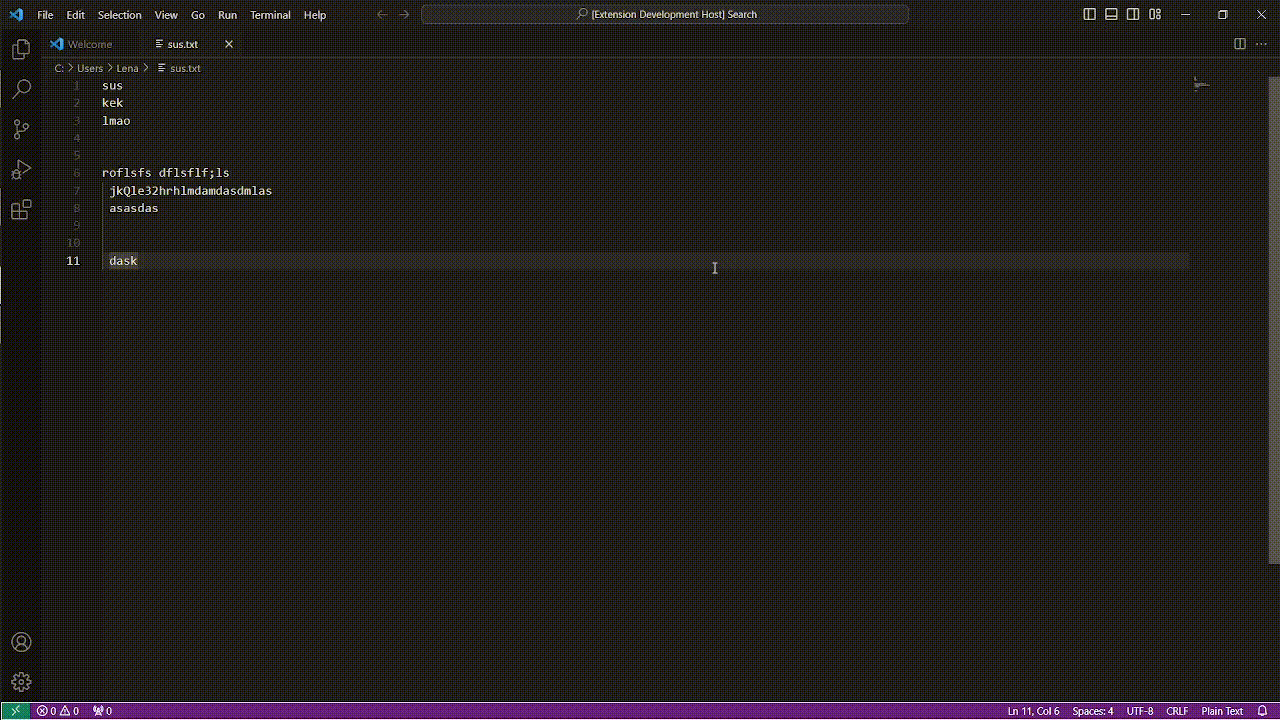 File Edit Selection View Go Run Terminal Help [Extension Development Host] Search
Welcome sus.txt
C: > Users > Lena > sus.txt
1 sus
2 kek
3 lmao
4
5
6 roflsfs dflsflf;ls
7 jkQle32hrhlmdamdasdmlas
8 asasdas
9
10
11 dask
0 0 0 Ln 11, Col 6 Spaces: 4 UTF-8 CRLF Plain Text